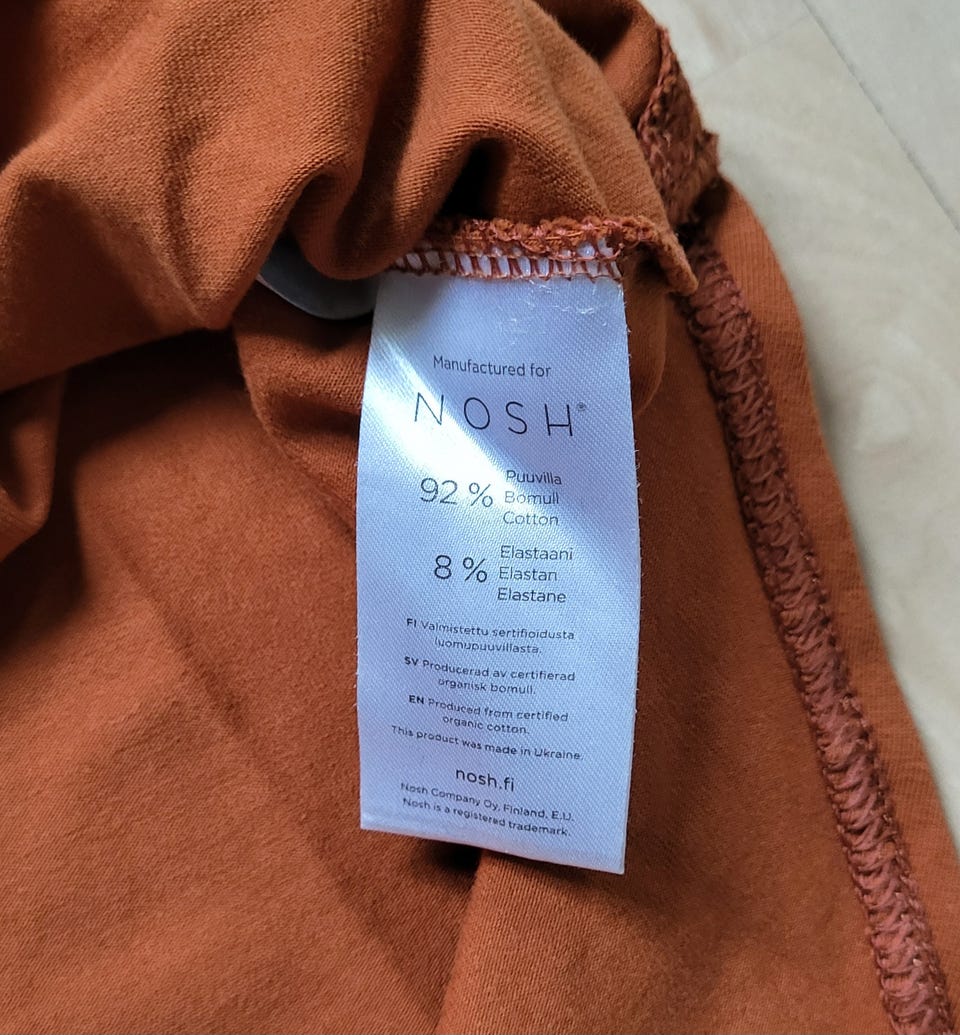 Manufactured for
NOSH®
92 % Puuvilla
Bomull
Cotton
8 % Elastaani
Elastan
Elastane
FI Valmistettu sertifioidusta
luomupuuvillasta.
SV Producerad av certifierad
organisk bomull.
EN Produced from certified
organic cotton.
This product was made in Ukraine.
nosh.fi
Nosh Company Oy, Finland, E.U.
Nosh is a registered trademark.